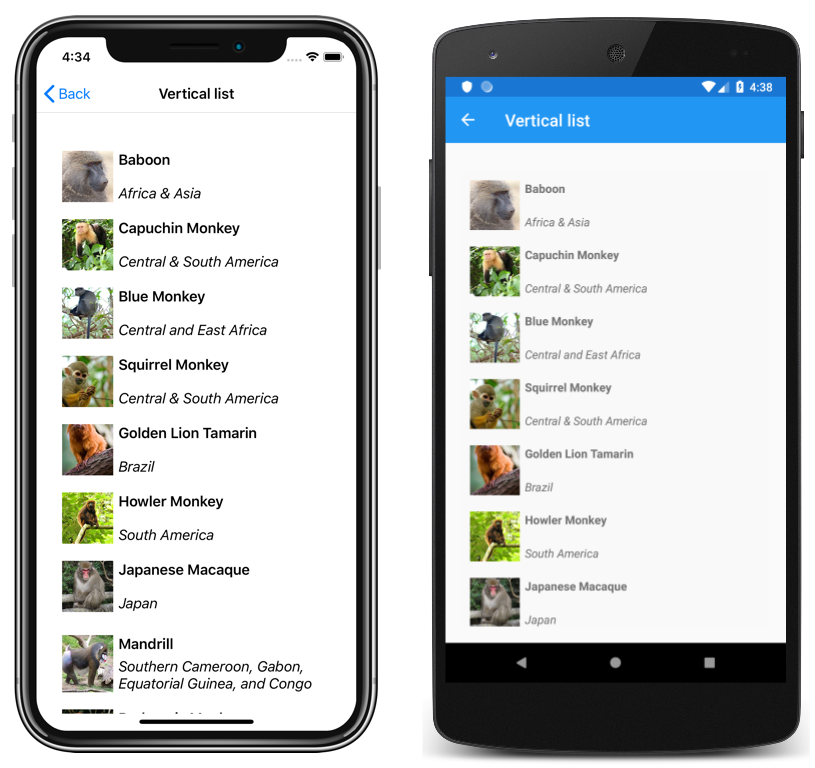 4:34
Back
Vertical list
Baboon
Africa & Asia
Capuchin Monkey
Central & South America
Blue Monkey
Central and East Africa
Squirrel Monkey
Central & South America
Golden Lion Tamarin
Brazil
Howler Monkey
South America
Japanese Macaque
Japan
Mandrill
Southern Cameroon, Gabon,
Equatorial Guinea, and Congo
4:38
Vertical list
Baboon
Africa & Asia
Capuchin Monkey
Central & South America
Blue Monkey
Central and East Africa
Squirrel Monkey
Central & South America
Golden Lion Tamarin
Brazil
Howler Monkey
South America
Japanese Macaque
Japan